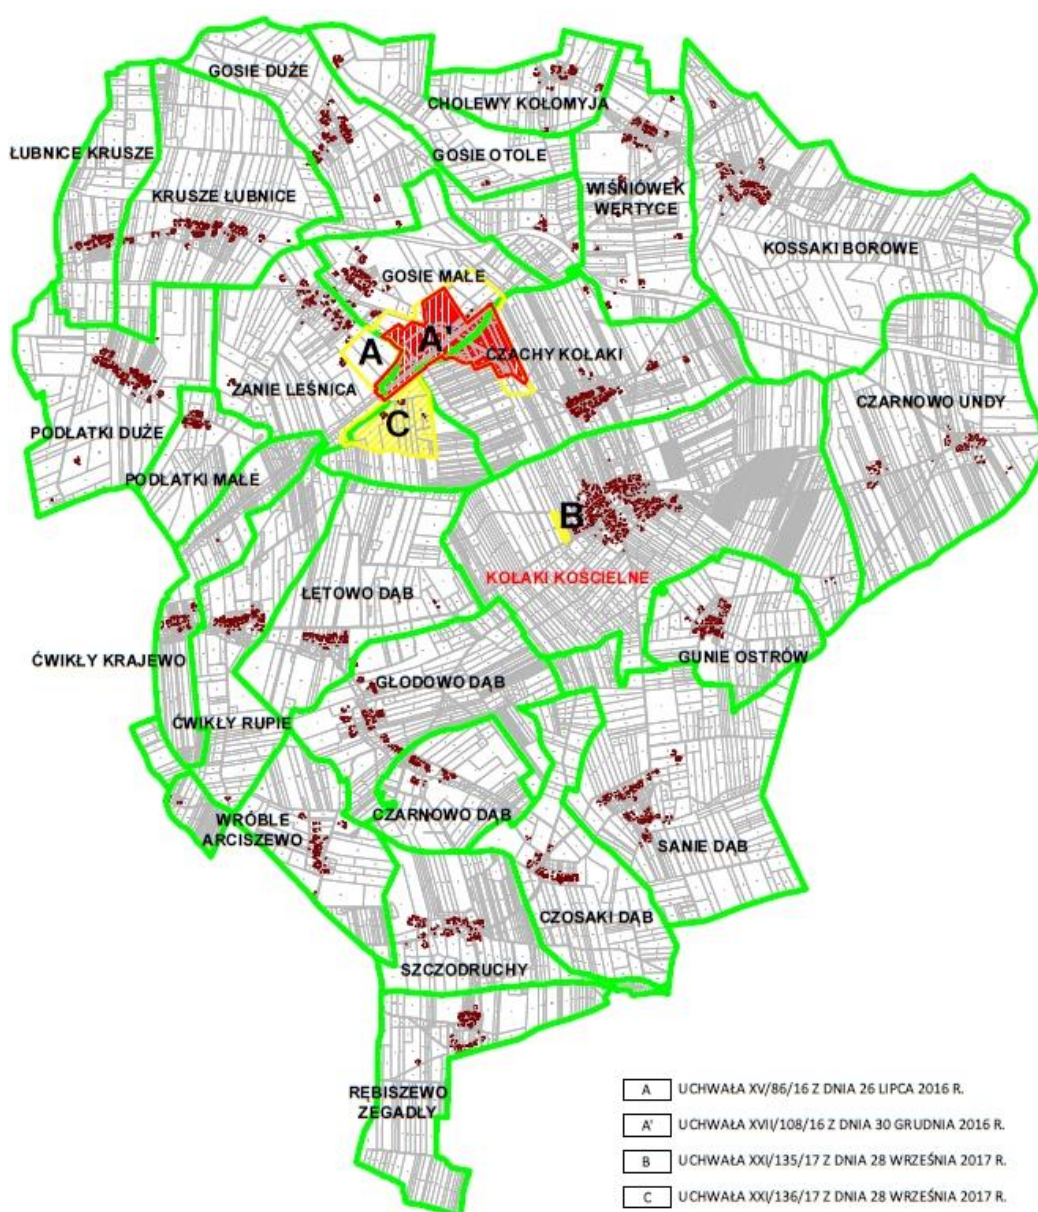 GOSIE DUŻE
CHOLEWY KOŁOMYJA
ŁUBNICE KRUSZE
GOSIE OTOLE
KRUSZE ŁUBNICE
WIŚNIÓWEK
WĘRTYCE
KOSSAKI BOROWE
GOSIE MAŁE
A
A'
CZACHY KOŁAKI
ZANIE LEŚNICA
CZARNOWO UNDY
C
PODŁATKI DUŻE
PODŁATKI MAŁE
B
KOŁAKI KOŚCIELNE
ŁĘTOWO DĄB
ĆWIKŁY KRAJEWO
GUNIE OSTRÓW
GŁODOWO DĄB
ĆWIKŁY RUPIE
WRÓBLE
ARCISZEWO
CZARNOWO DĄB
SANIE DĄB
CZOSAKI DĄB
SZCZODRUCHY
RĘBISZEWO
ZEGADŁY
A UCHWAŁA XV/86/16 Z DNIA 26 LIPCA 2016 R.
A' UCHWAŁA XVII/108/16 Z DNIA 30 GRUDNIA 2016 R.
B UCHWAŁA XXI/135/17 Z DNIA 28 WRZEŚNIA 2017 R.
C UCHWAŁA XXI/136/17 Z DNIA 28 WRZEŚNIA 2017 R.